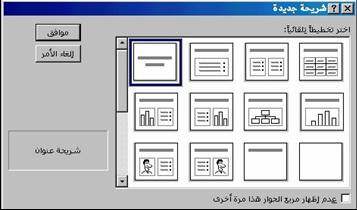 شريحة جديدة
اختر تخطيطاً تلقائياً:
موافق
إلغاء الأمر
شريحة عنوان
عدم إظهار مربع الحوار هذا مرة أخرى